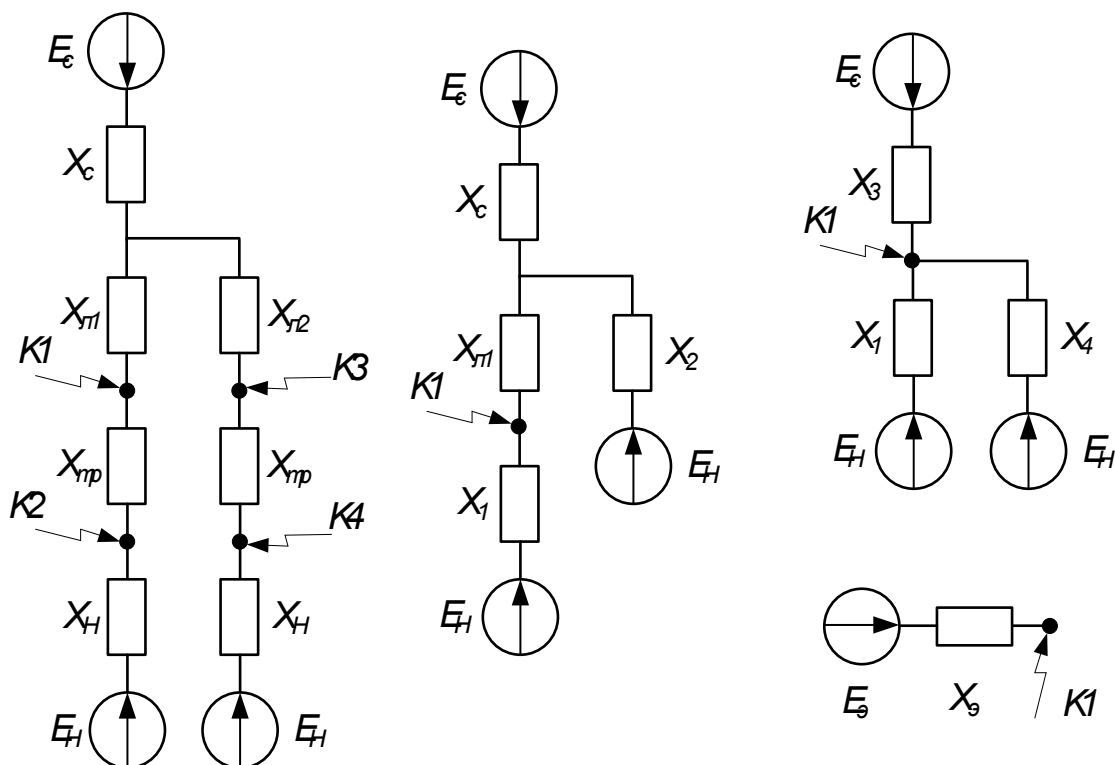 Eс
Xс
Xл1
Xл2
K1
K3
Xтр
Xтр
K2
K4
XН
XН
EН
EН
Eс
Xс
Xл1
X2
K1
EН
X1
EН
Eс
X3
K1
X1
X4
EН
EН
Eэ
Xэ
K1